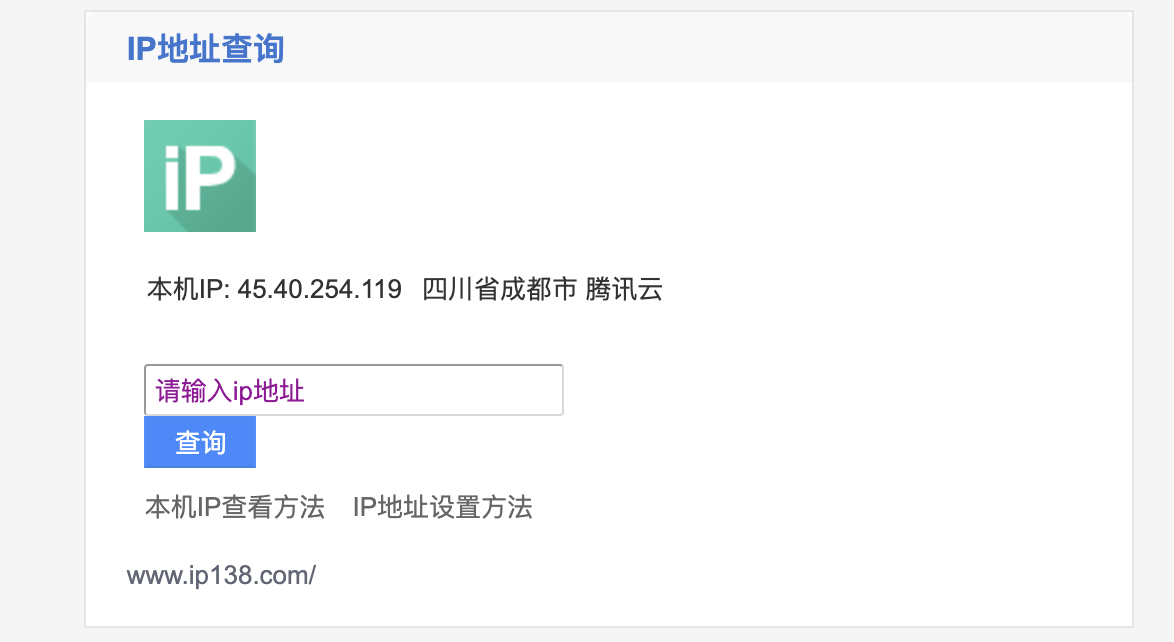 IP地址查询
iP
本机IP: 45.40.254.119 四川省成都市 腾讯云
请输入ip地址
查询
本机IP查看方法 IP地址设置方法
www.ip138.com/